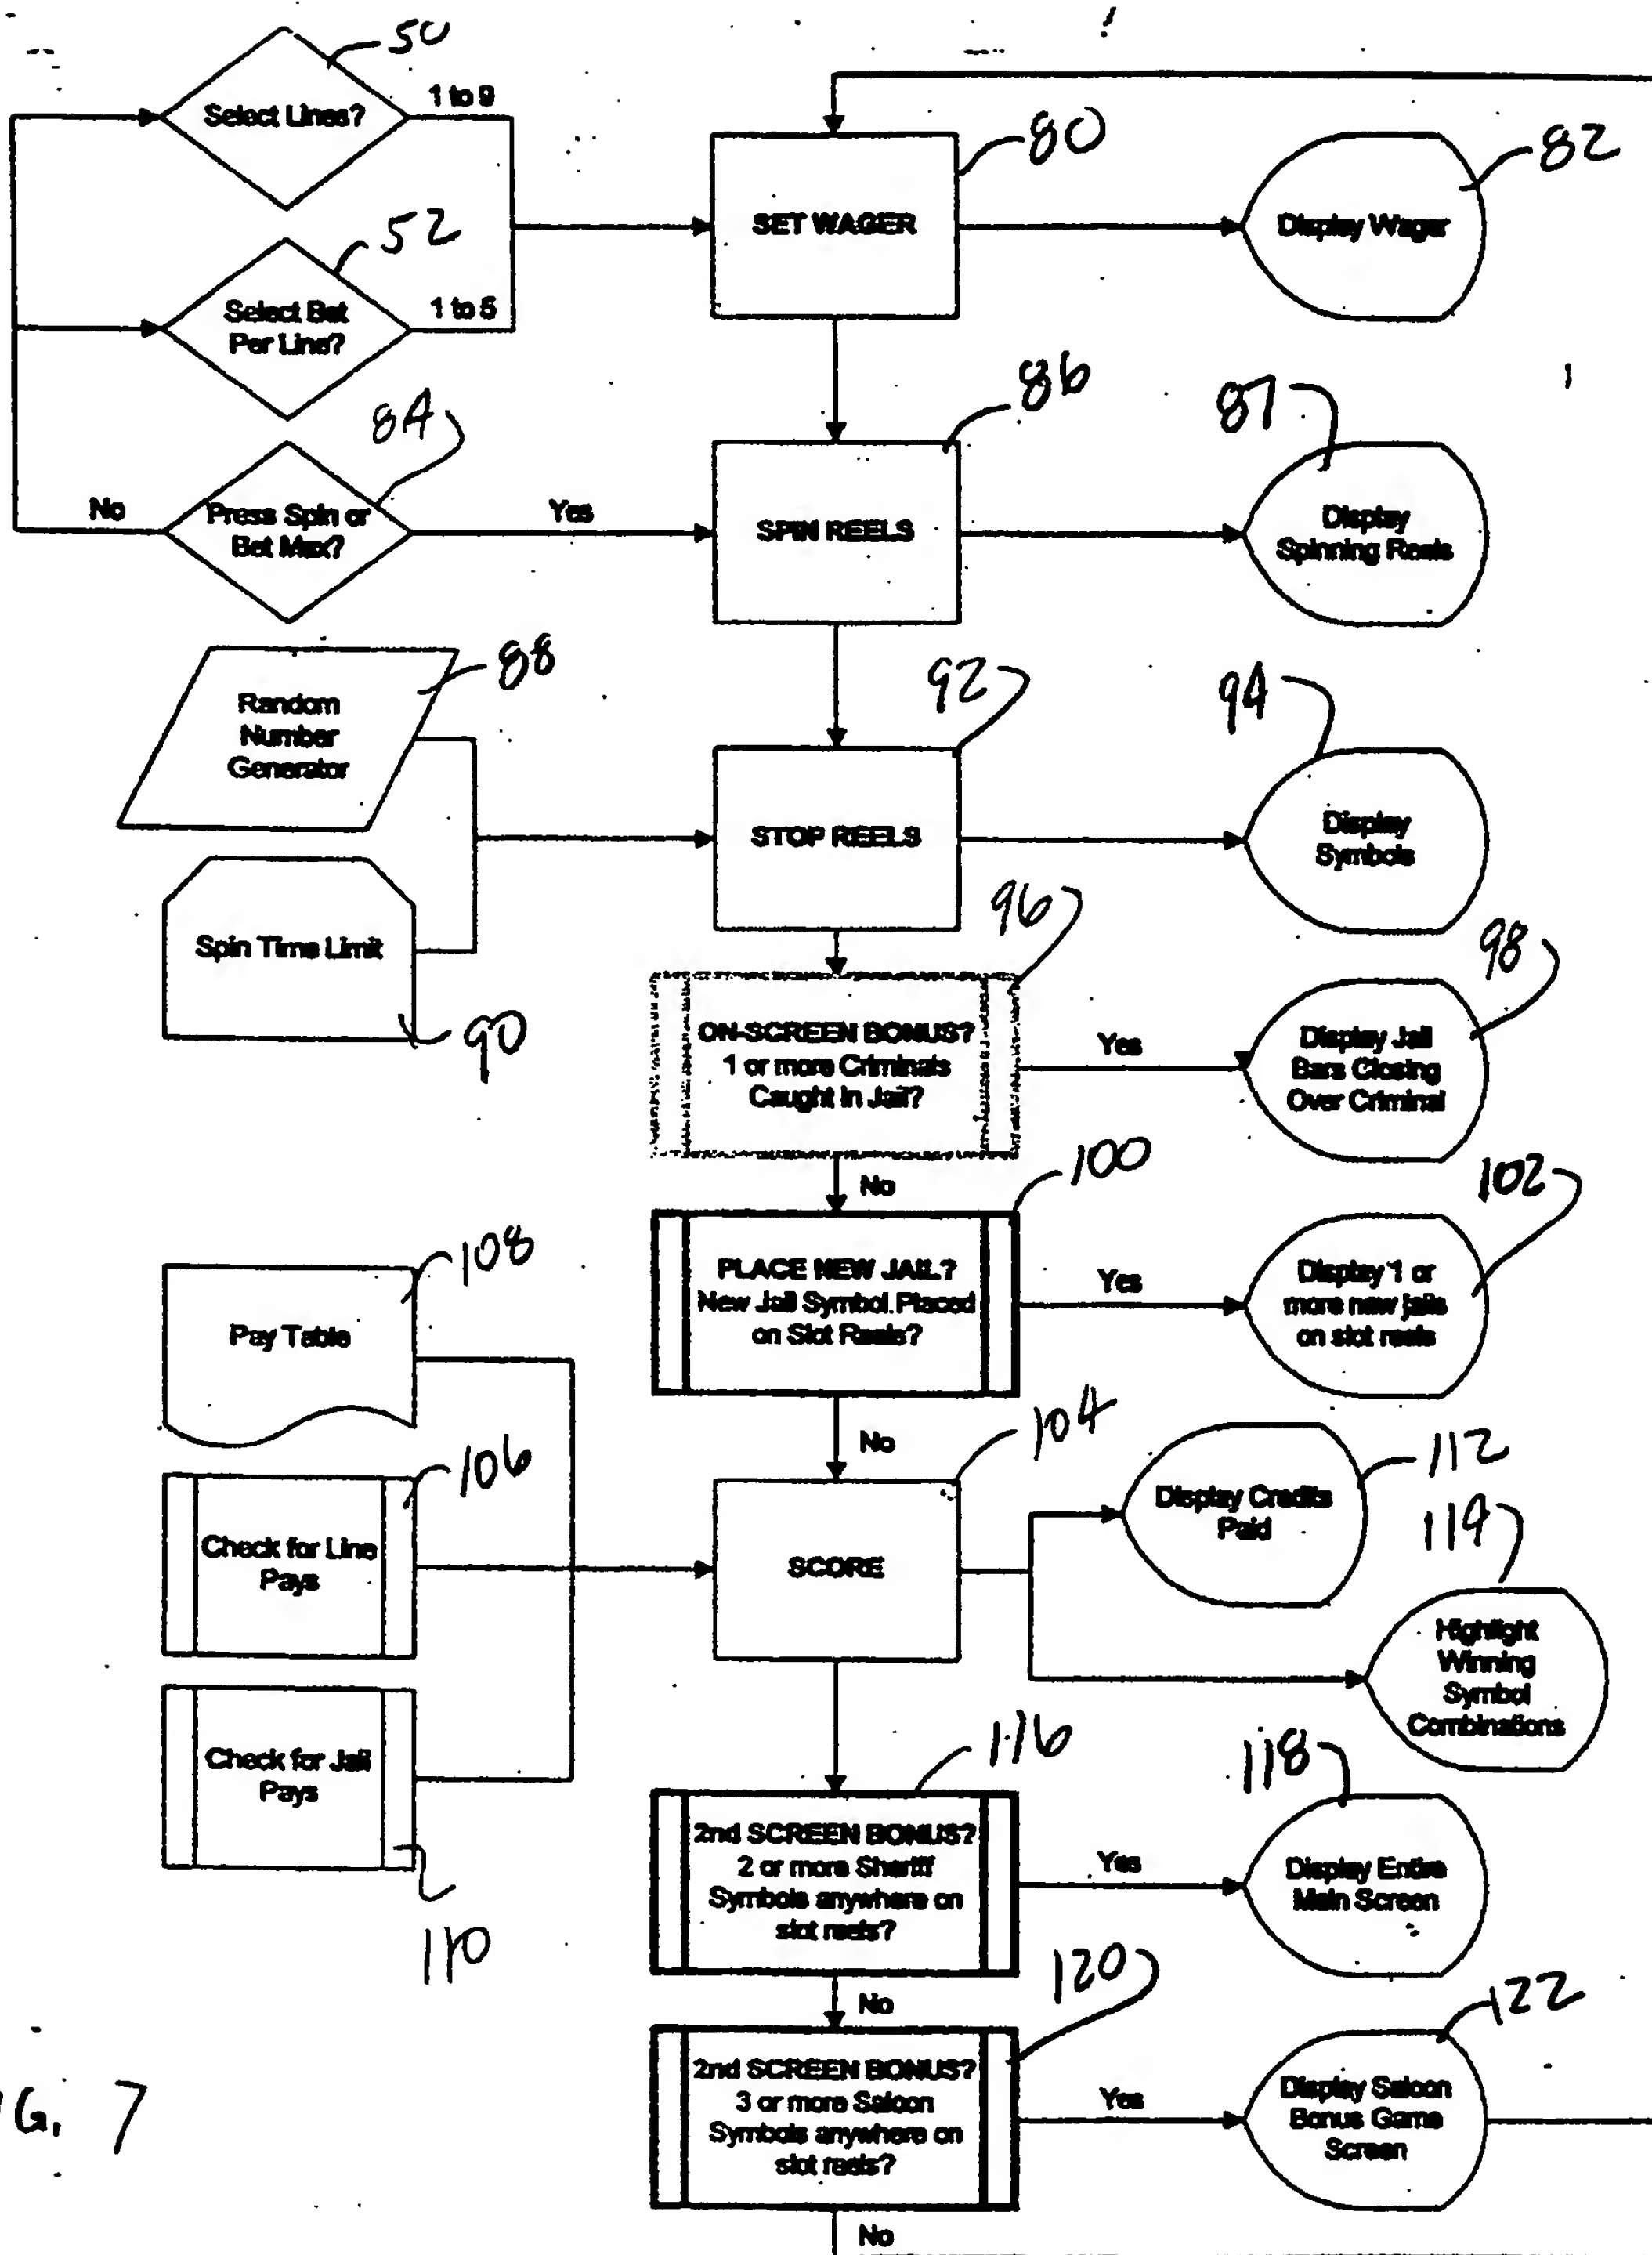 50
Select Lines?
1 to 9
80
SET WAGER
82
Display Wager
52
Select Bet
Per Line?
1 to 5
84
Press Spin or
Bet Max?
No
Yes
86
SPIN REELS
87
Display
Spinning Reels
88
Random
Number
Generator
92
STOP REELS
94
Display
Symbols
Spin Time Limit
90
96
ON-SCREEN BONUS?
1 or more Criminals
Caught in Jail?
Yes
98
Display Jail
Bars Closing
Over Criminal
No
100
PLACE NEW JAIL?
New Jail Symbol Placed
on Slot Reels?
Yes
102
Display 1 or
more new jails
on slot reels
No
108
Pay Table
106
Check for Line
Pays
Check for Jail
Pays
110
104
SCORE
112
Display Credits
Paid
114
Highlight
Winning
Symbol
Combinations
116
2nd SCREEN BONUS?
2 or more Sheriff
Symbols anywhere on
slot reels?
Yes
118
Display Entire
Main Screen
No
120
2nd SCREEN BONUS?
3 or more Saloon
Symbols anywhere on
slot reels?
Yes
122
Display Saloon
Bonus Game
Screen
No
G. 7